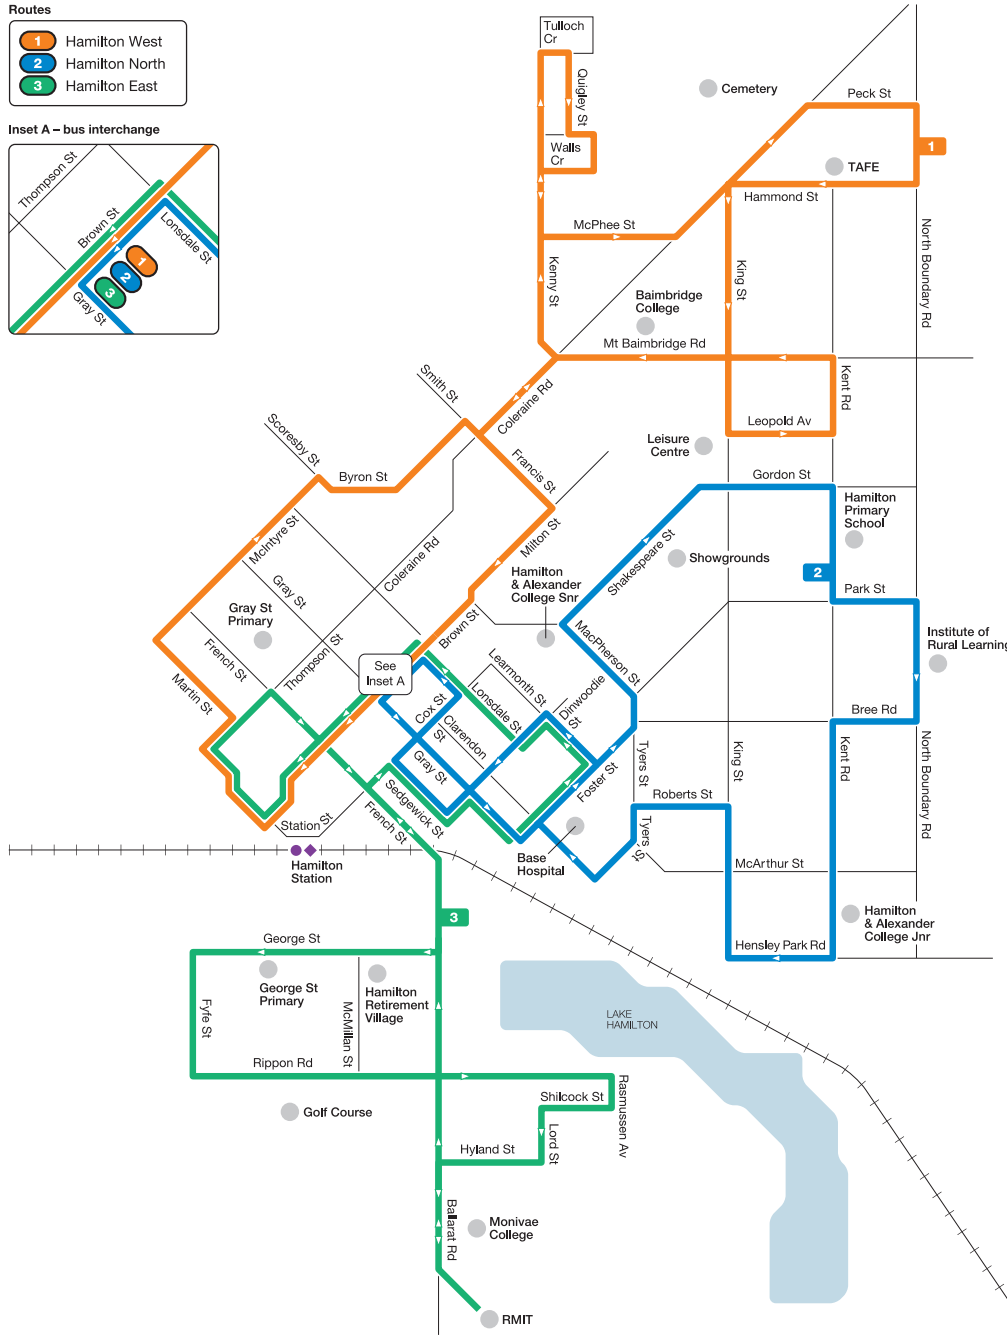 Routes
1 Hamilton West
2 Hamilton North
3 Hamilton East
Inset A – bus interchange
Thompson St
Brown St
Lonsdale St
Gray St
1
2
3
Tulloch
Cr
Quigley St
Walls
Cr
Cemetery
Peck St
1
TAFE
Hammond St
McPhee St
Kenny St
King St
North Boundary Rd
Baimbridge
College
Mt Baimbridge Rd
Kent Rd
Smith St
Coleraine Rd
Leopold Av
Scoresby St
Byron St
Francis St
Leisure
Centre
Gordon St
Hamilton
Primary
School
McIntyre St
Milton St
Coleraine Rd
Shakespeare St
Showgrounds
2
Park St
Gray St
Hamilton
& Alexander
College Snr
Gray St
Primary
French St
Thompson St
Brown St
MacPherson St
Institute of
Rural Learning
See
Inset A
Learmonth St
Dinwoodie
St
Lonsdale St
Martin St
Cox St
Clarendon
St
Bree Rd
Gray St
Foster St
Tyers St
King St
Kent Rd
North Boundary Rd
Sedgewick St
Roberts St
Station St
French St
Tyers St
Base
Hospital
McArthur St
Hamilton
Station
3
Hamilton
& Alexander
College Jnr
George St
Hensley Park Rd
George St
Primary
Hamilton
Retirement
Village
Fyfe St
McMillan St
LAKE
HAMILTON
Rippon Rd
Golf Course
Shilcock St
Rasmussen Av
Lord St
Hyland St
Ballarat Rd
Monivae
College
RMIT